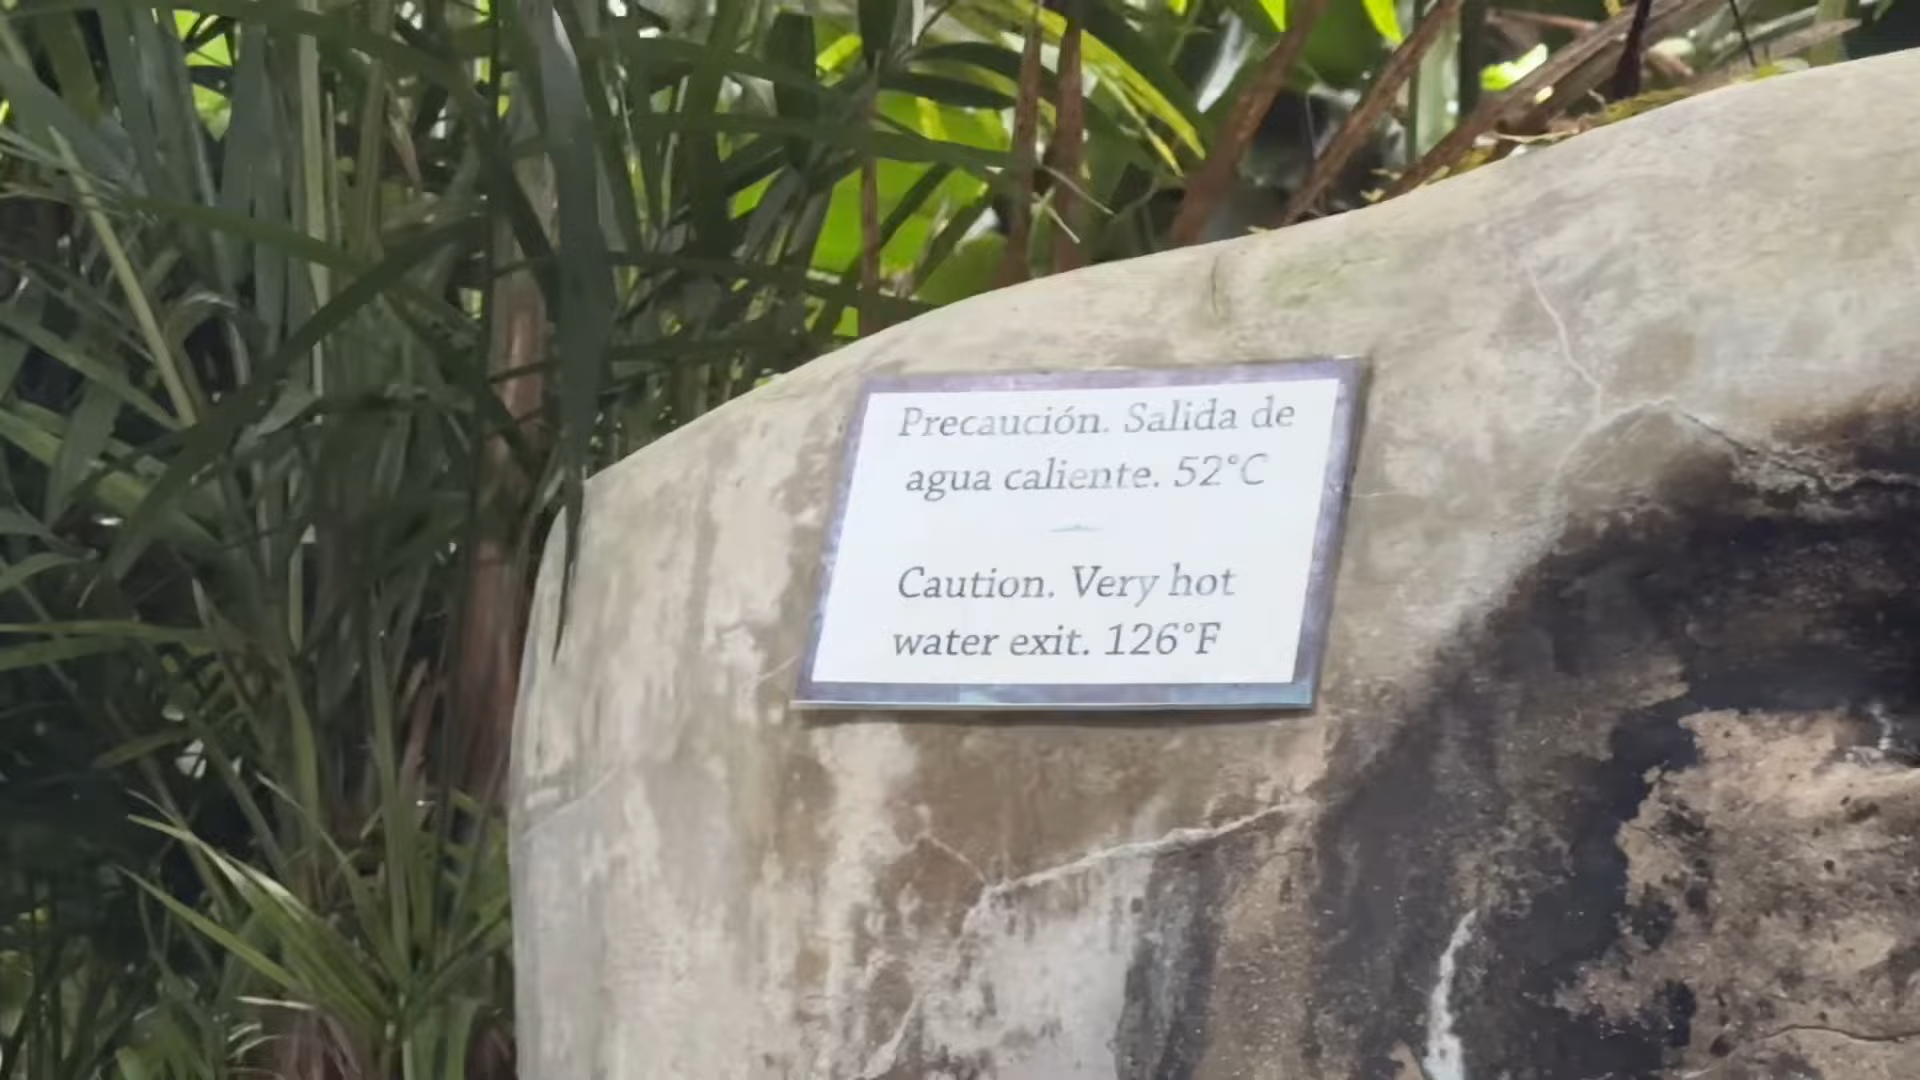 Precaución. Salida de
agua caliente. 52°C
Caution. Very hot
water exit. 126°F